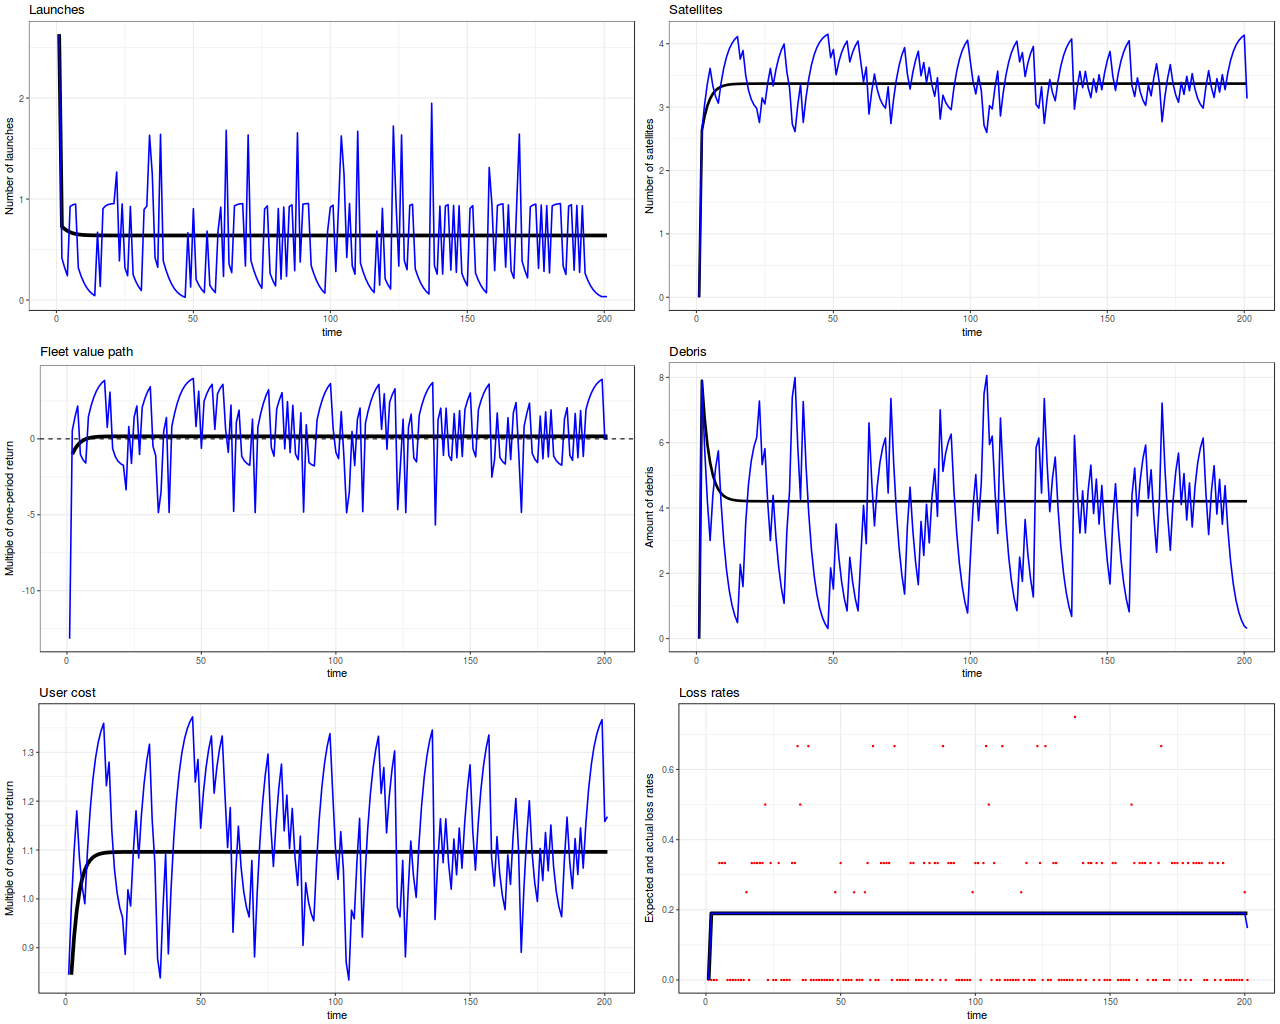 Launches
Number of launches
2
1
0
0 50 100 150 200
time
Satellites
Number of satellites
4
3
2
1
0
0 50 100 150 200
time
Fleet value path
Multiple of one-period return
0
-5
-10
0 50 100 150 200
time
Debris
Amount of debris
8
6
4
2
0
0 50 100 150 200
time
User cost
Multiple of one-period return
1.3
1.2
1.1
1.0
0.9
0 50 100 150 200
time
Loss rates
Expected and actual loss rates
0.6
0.4
0.2
0.0
0 50 100 150 200
time